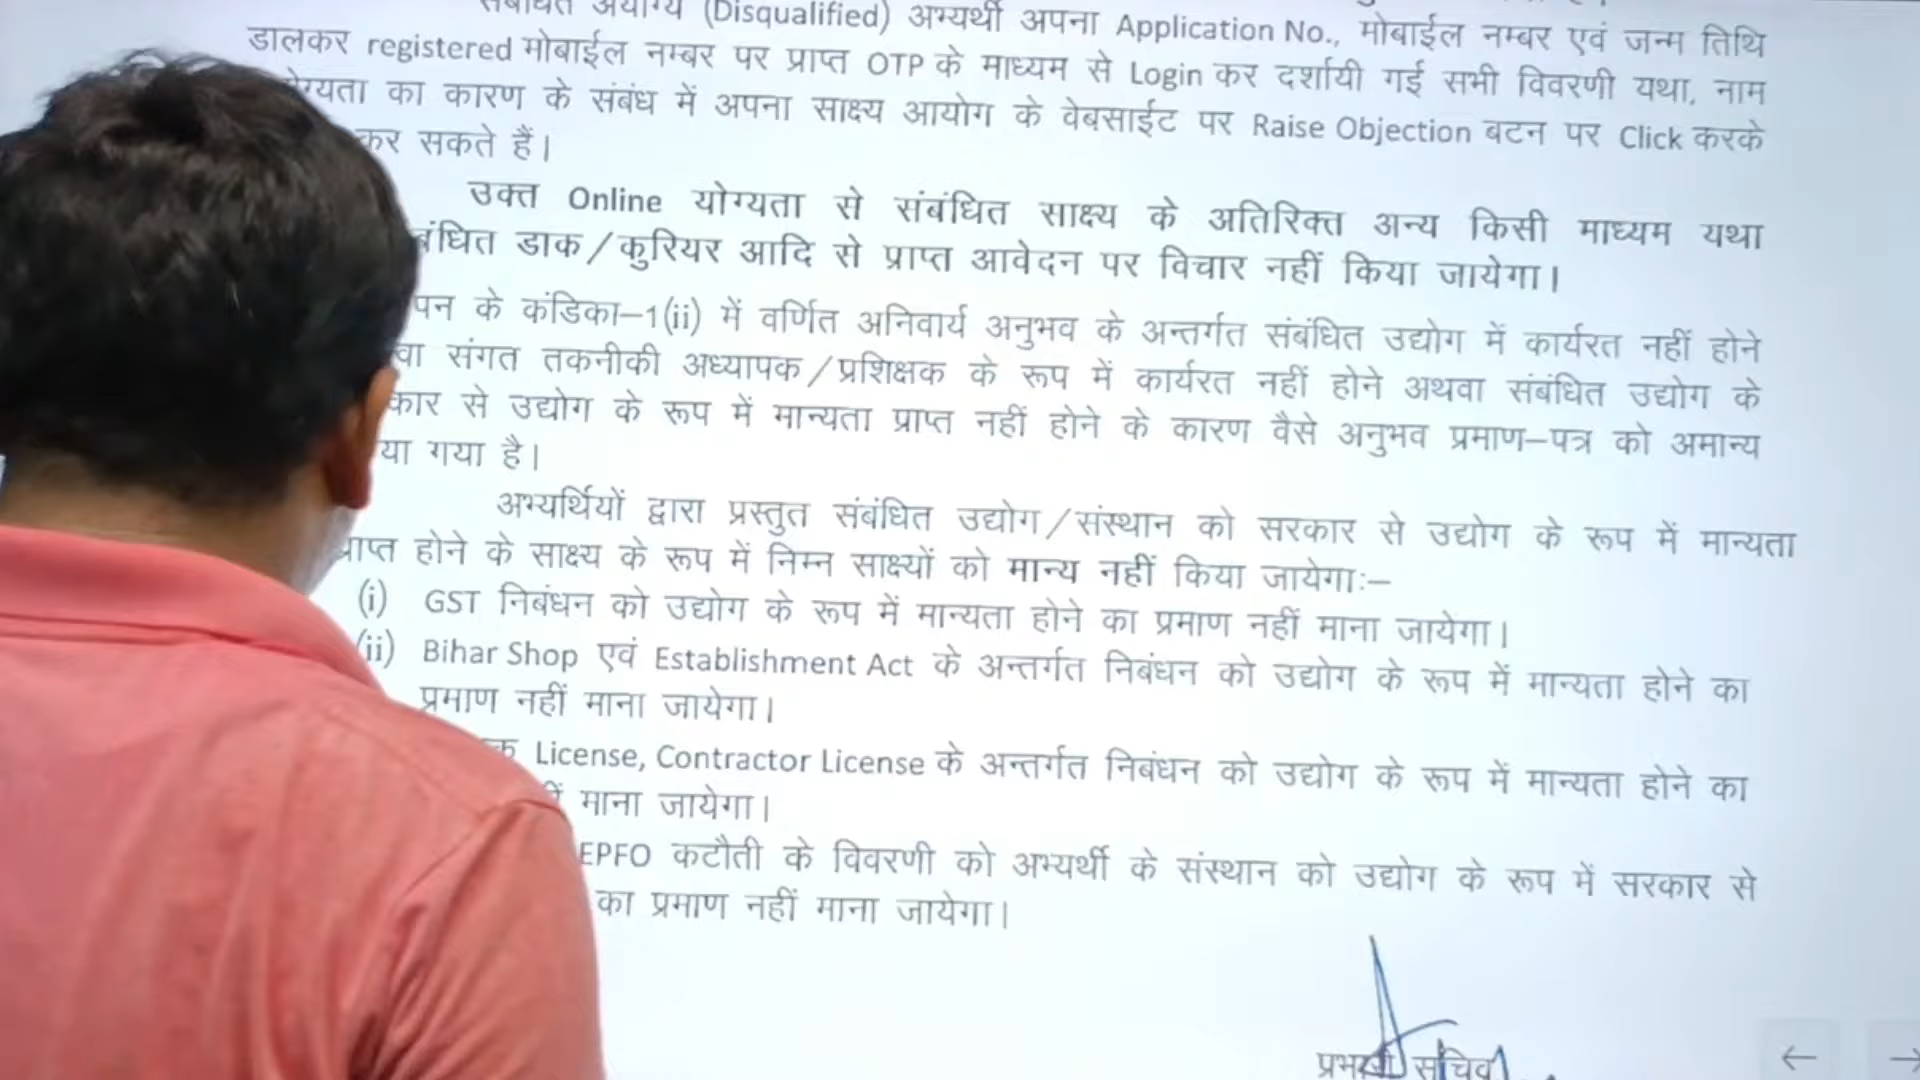 (Disqualified) अभ्यर्थी अपना Application No., मोबाईल नम्बर एवं जन्म तिथि
डालकर registered मोबाईल नम्बर पर प्राप्त OTP के माध्यम से Login कर दर्शायी गई सभी विवरणी यथा, नाम
का कारण के संबंध में अपना साक्ष्य आयोग के वेबसाईट पर Raise Objection बटन पर Click करके
कर सकते हैं।
उक्त Online योग्यता से संबंधित साक्ष्य के अतिरिक्त अन्य किसी माध्यम यथा
डाक/कुरियर आदि से प्राप्त आवेदन पर विचार नहीं किया जायेगा।
के कंडिका–1(ii) में वर्णित अनिवार्य अनुभव के अन्तर्गत संबंधित उद्योग में कार्यरत नहीं होने
संगत तकनीकी अध्यापक/प्रशिक्षक के रूप में कार्यरत नहीं होने अथवा संबंधित उद्योग के
से उद्योग के रूप में मान्यता प्राप्त नहीं होने के कारण वैसे अनुभव प्रमाण–पत्र को अमान्य
गया है।
अभ्यर्थियों द्वारा प्रस्तुत संबंधित उद्योग/संस्थान को सरकार से उद्योग के रूप में मान्यता
प्राप्त होने के साक्ष्य के रूप में निम्न साक्ष्यों को मान्य नहीं किया जायेगाः–
(i) GST निबंधन को उद्योग के रूप में मान्यता होने का प्रमाण नहीं माना जायेगा।
(ii) Bihar Shop एवं Establishment Act के अन्तर्गत निबंधन को उद्योग के रूप में मान्यता होने का
प्रमाण नहीं माना जायेगा।
License, Contractor License के अन्तर्गत निबंधन को उद्योग के रूप में मान्यता होने का
माना जायेगा।
EPFO कटौती के विवरणी को अभ्यर्थी के संस्थान को उद्योग के रूप में सरकार से
का प्रमाण नहीं माना जायेगा।
सचिव